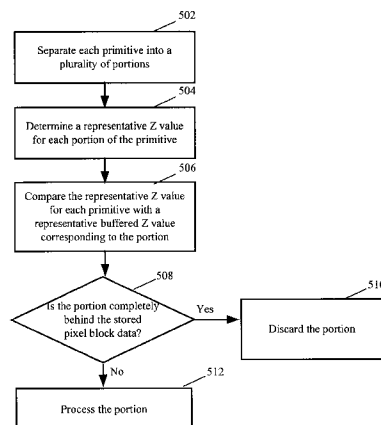 502
Separate each primitive into a
plurality of portions
504
Determine a representative Z value
for each portion of the primitive
506
Compare the representative Z value
for each primitive with a
representative buffered Z value
corresponding to the portion
508
Is the portion completely
behind the stored
pixel block data?
Yes
510
Discard the portion
No
512
Process the portion